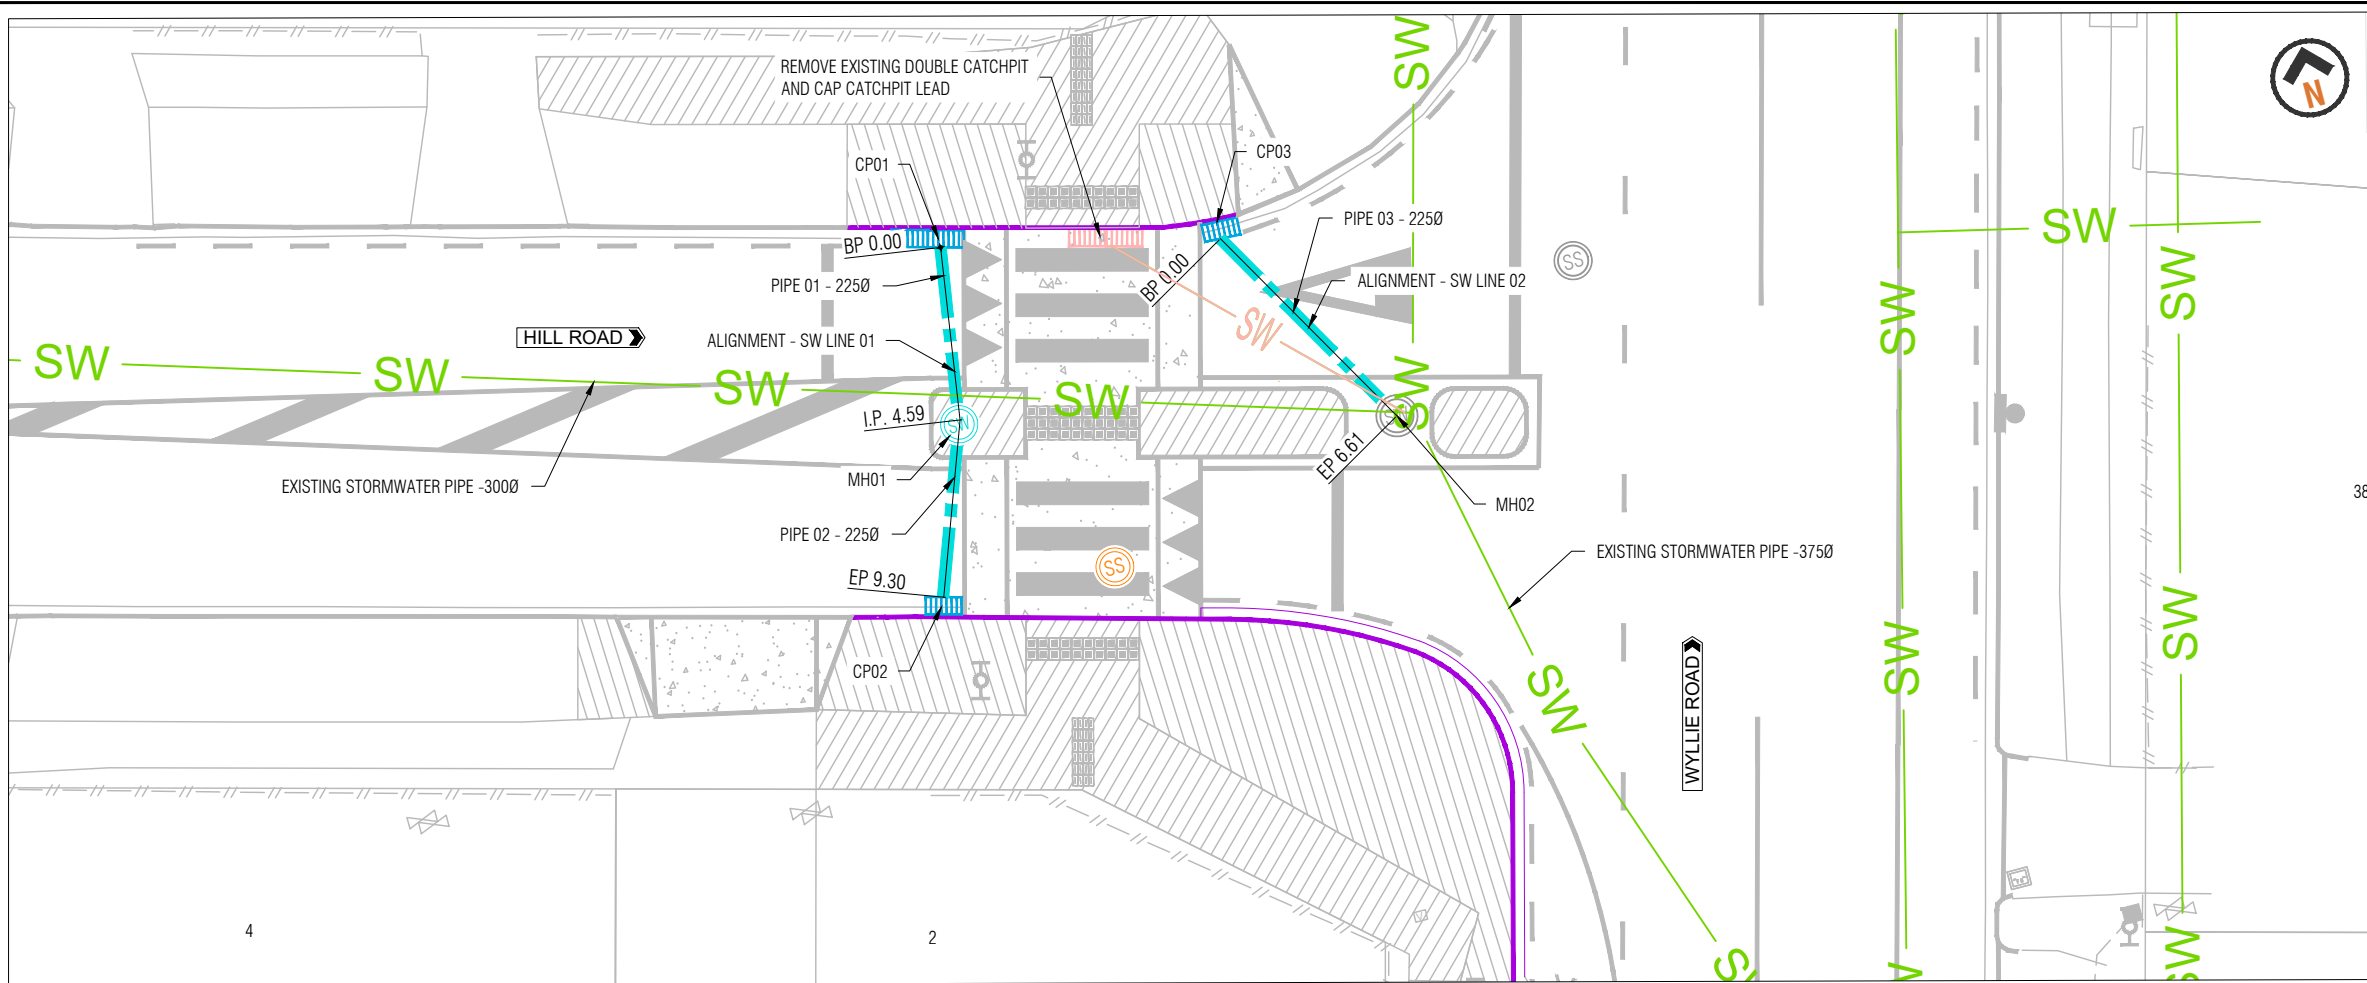 REMOVE EXISTING DOUBLE CATCHPIT
AND CAP CATCHPIT LEAD
SW
N
CP01
CP03
BP 0.00
PIPE 01 - 225Ø
PIPE 03 - 225Ø
BP 0.00
ALIGNMENT - SW LINE 02
SS
SW
SW
SW
HILL ROAD
ALIGNMENT - SW LINE 01
SW
SW
SW
SW
SW
SW
I.P. 4.59
SW
EP 6.61
SW
MH01
MH02
EXISTING STORMWATER PIPE -300Ø
38
PIPE 02 - 225Ø
EXISTING STORMWATER PIPE -375Ø
SS
EP 9.30
CP02
SW
WYLLIE ROAD
SW
SW
4
2
SW
SW